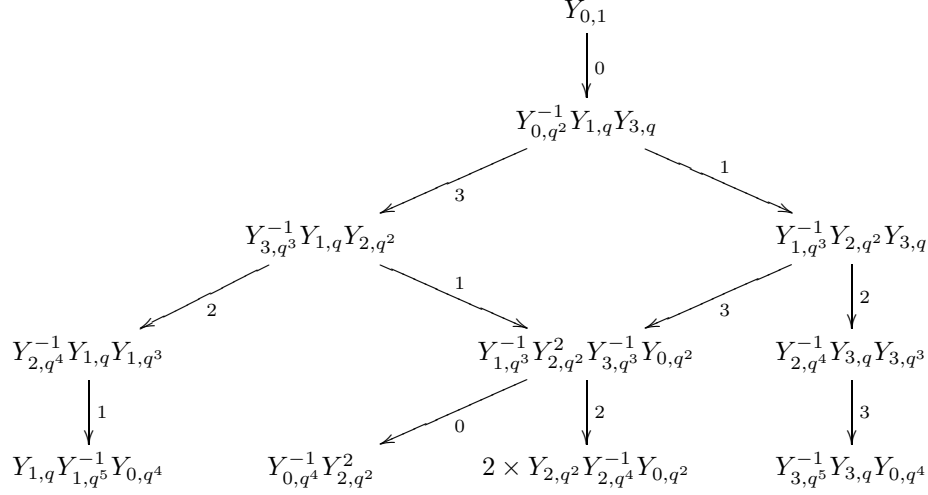 Y_{0,1}
0
Y_{0,q^2}^{-1}Y_{1,q}Y_{3,q}
3 1
Y_{3,q^3}^{-1}Y_{1,q}Y_{2,q^2} Y_{1,q^3}^{-1}Y_{2,q^2}Y_{3,q}
2 1 3 2
Y_{2,q^4}^{-1}Y_{1,q}Y_{1,q^3} Y_{1,q^3}^{-1}Y_{2,q^2}^{2}Y_{3,q^3}^{-1}Y_{0,q^2} Y_{2,q^4}^{-1}Y_{3,q}Y_{3,q^3}
1 0 2 3
Y_{1,q}Y_{1,q^5}^{-1}Y_{0,q^4} Y_{0,q^4}^{-1}Y_{2,q^2}^{2} 2 × Y_{2,q^2}Y_{2,q^4}^{-1}Y_{0,q^2} Y_{3,q^5}^{-1}Y_{3,q}Y_{0,q^4}